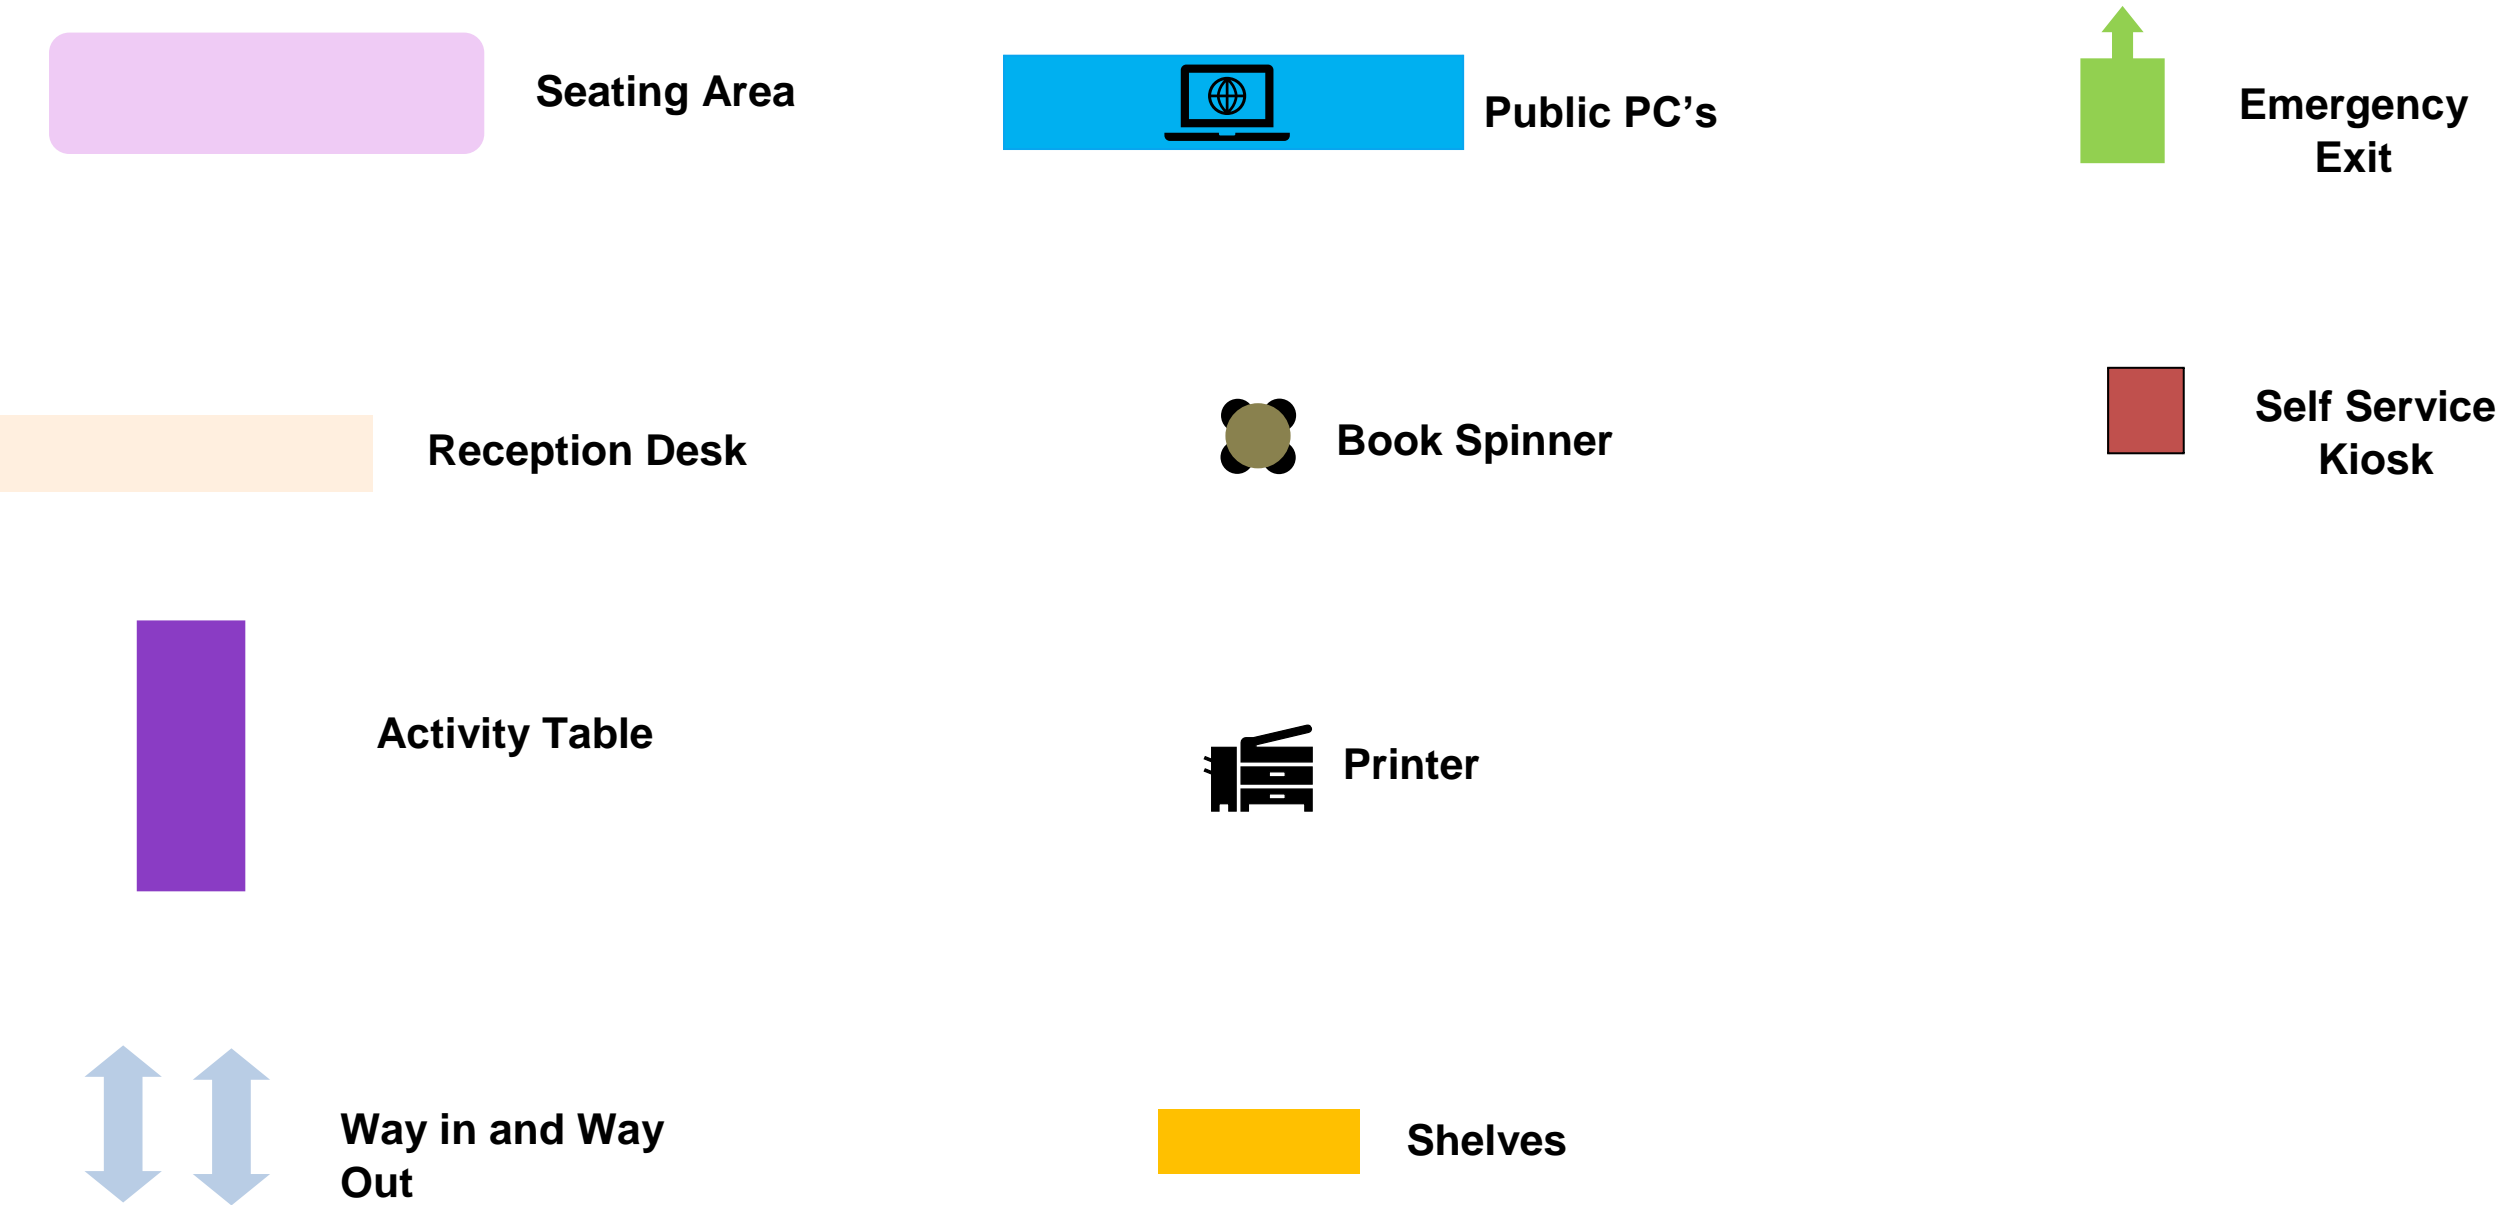 Seating Area
Public PC’s
Emergency
Exit
Reception Desk
Book Spinner
Self Service
Kiosk
Activity Table
Printer
Way in and Way
Out
Shelves